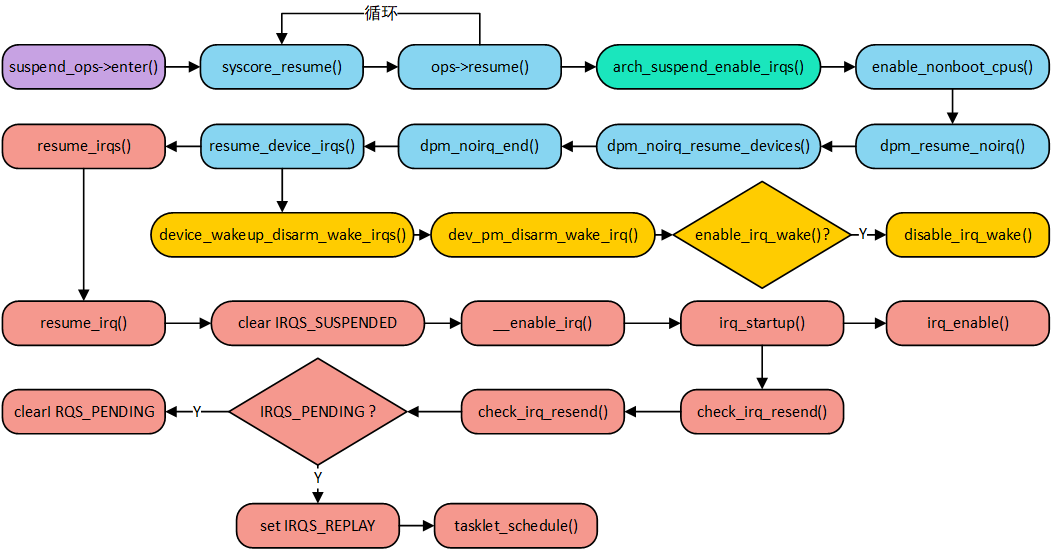 循环
suspend_ops->enter()
syscore_resume()
ops->resume()
arch_suspend_enable_irqs()
enable_nonboot_cpus()
resume_irqs()
resume_device_irqs()
dpm_noirq_end()
dpm_noirq_resume_devices()
dpm_resume_noirq()
device_wakeup_disarm_wake_irqs()
dev_pm_disarm_wake_irq()
enable_irq_wake()?
Y
disable_irq_wake()
resume_irq()
clear IRQS_SUSPENDED
__enable_irq()
irq_startup()
irq_enable()
clearI RQS_PENDING
Y
IRQS_PENDING ?
check_irq_resend()
check_irq_resend()
Y
set IRQS_REPLAY
tasklet_schedule()